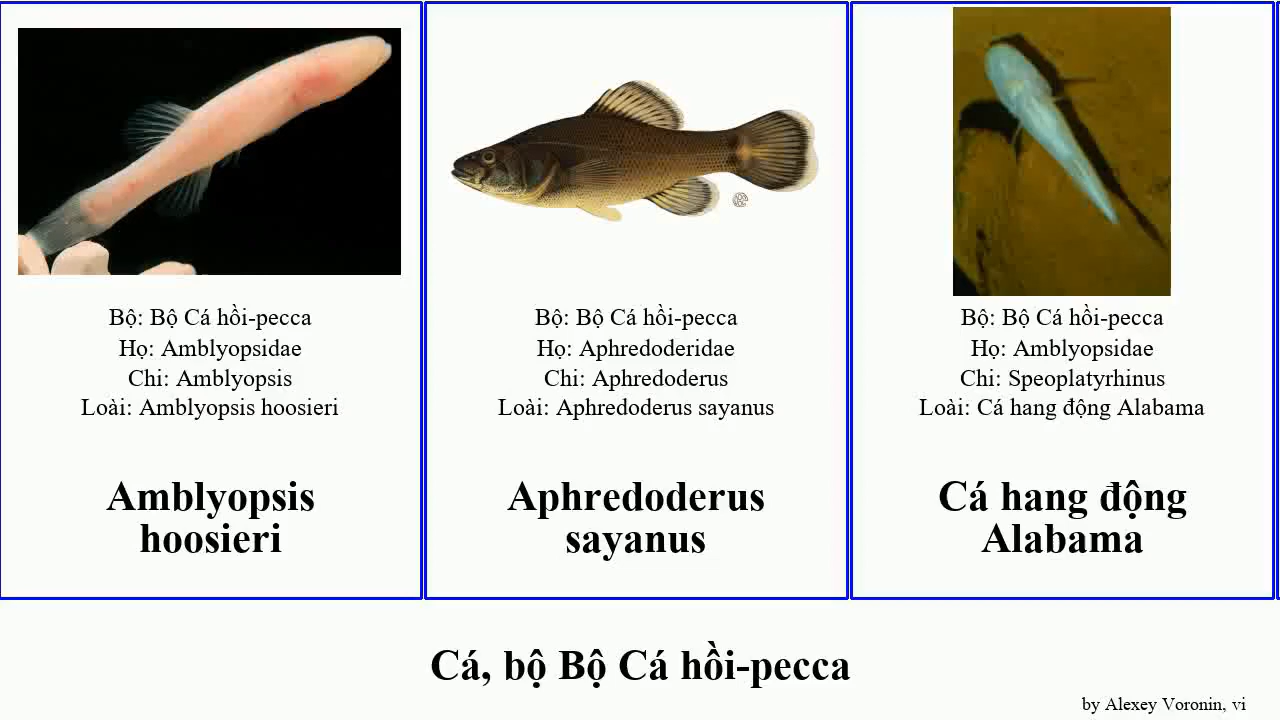 Bộ: Bộ Cá hồi-pecca
Họ: Amblyopsidae
Chi: Amblyopsis
Loài: Amblyopsis hoosieri
Amblyopsis
hoosieri
Bộ: Bộ Cá hồi-pecca
Họ: Aphredoderidae
Chi: Aphredoderus
Loài: Aphredoderus sayanus
Aphredoderus
sayanus
Bộ: Bộ Cá hồi-pecca
Họ: Amblyopsidae
Chi: Speoplatyrhinus
Loài: Cá hang động Alabama
Cá hang động
Alabama
Cá, bộ Bộ Cá hồi-pecca
by Alexey Voronin, vi